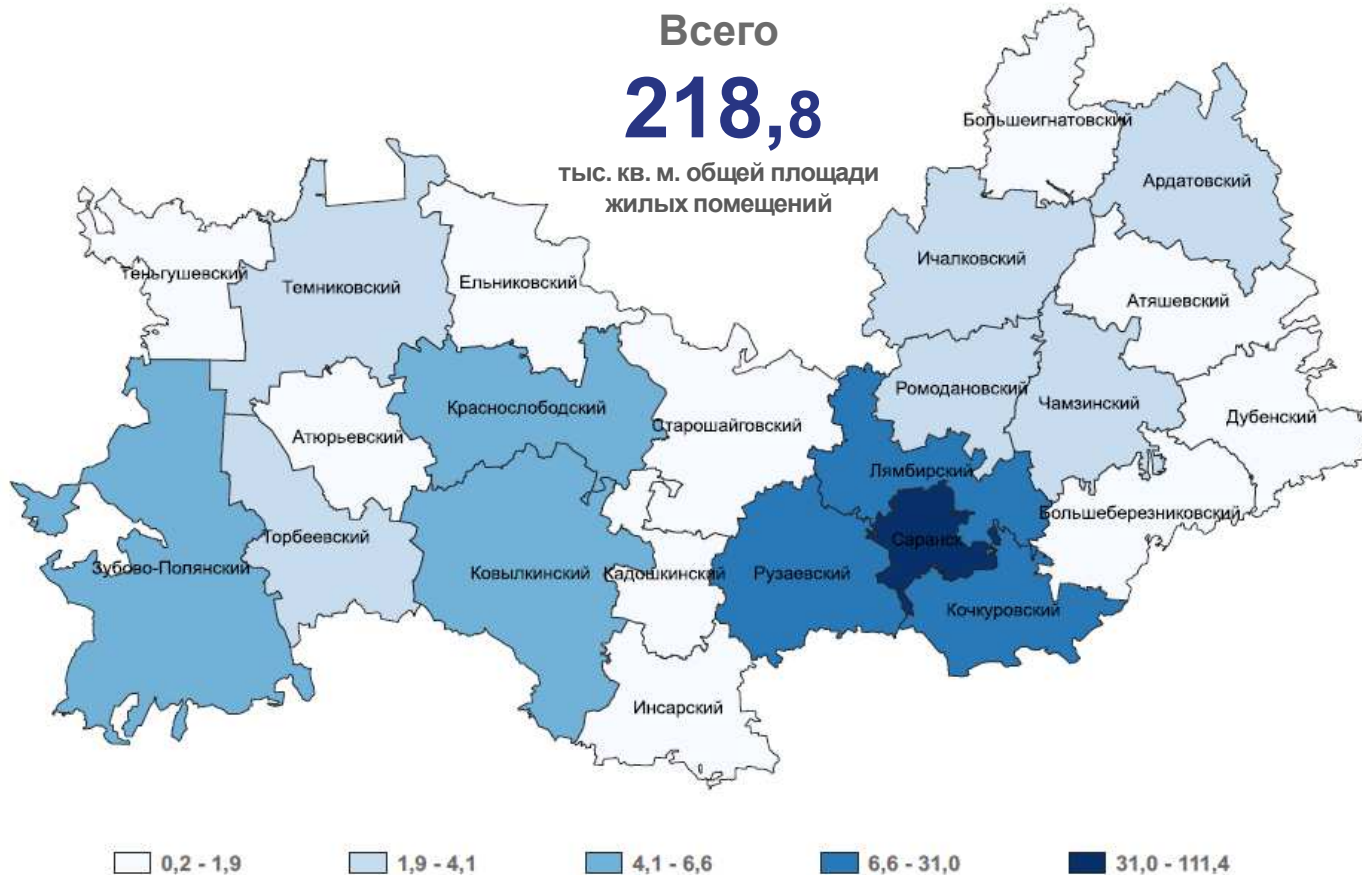 Всего
218,8
тыс. кв. м. общей площади
жилых помещений
Большеигнатовский
Ардатовский
Ичалковский
Теньгушевский
Темниковский
Ельниковский
Атяшевский
Ромодановский
Чамзинский
Дубенский
Краснослободский
Атюрьевский
Старошайговский
Лямбирский
Большеберезниковский
Торбеевский
Саранск
Зубово-Полянский
Ковылкинский
Кадошкинский
Рузаевский
Кочкуровский
Инсарский
0,2 - 1,9
1,9 - 4,1
4,1 - 6,6
6,6 - 31,0
31,0 - 111,4